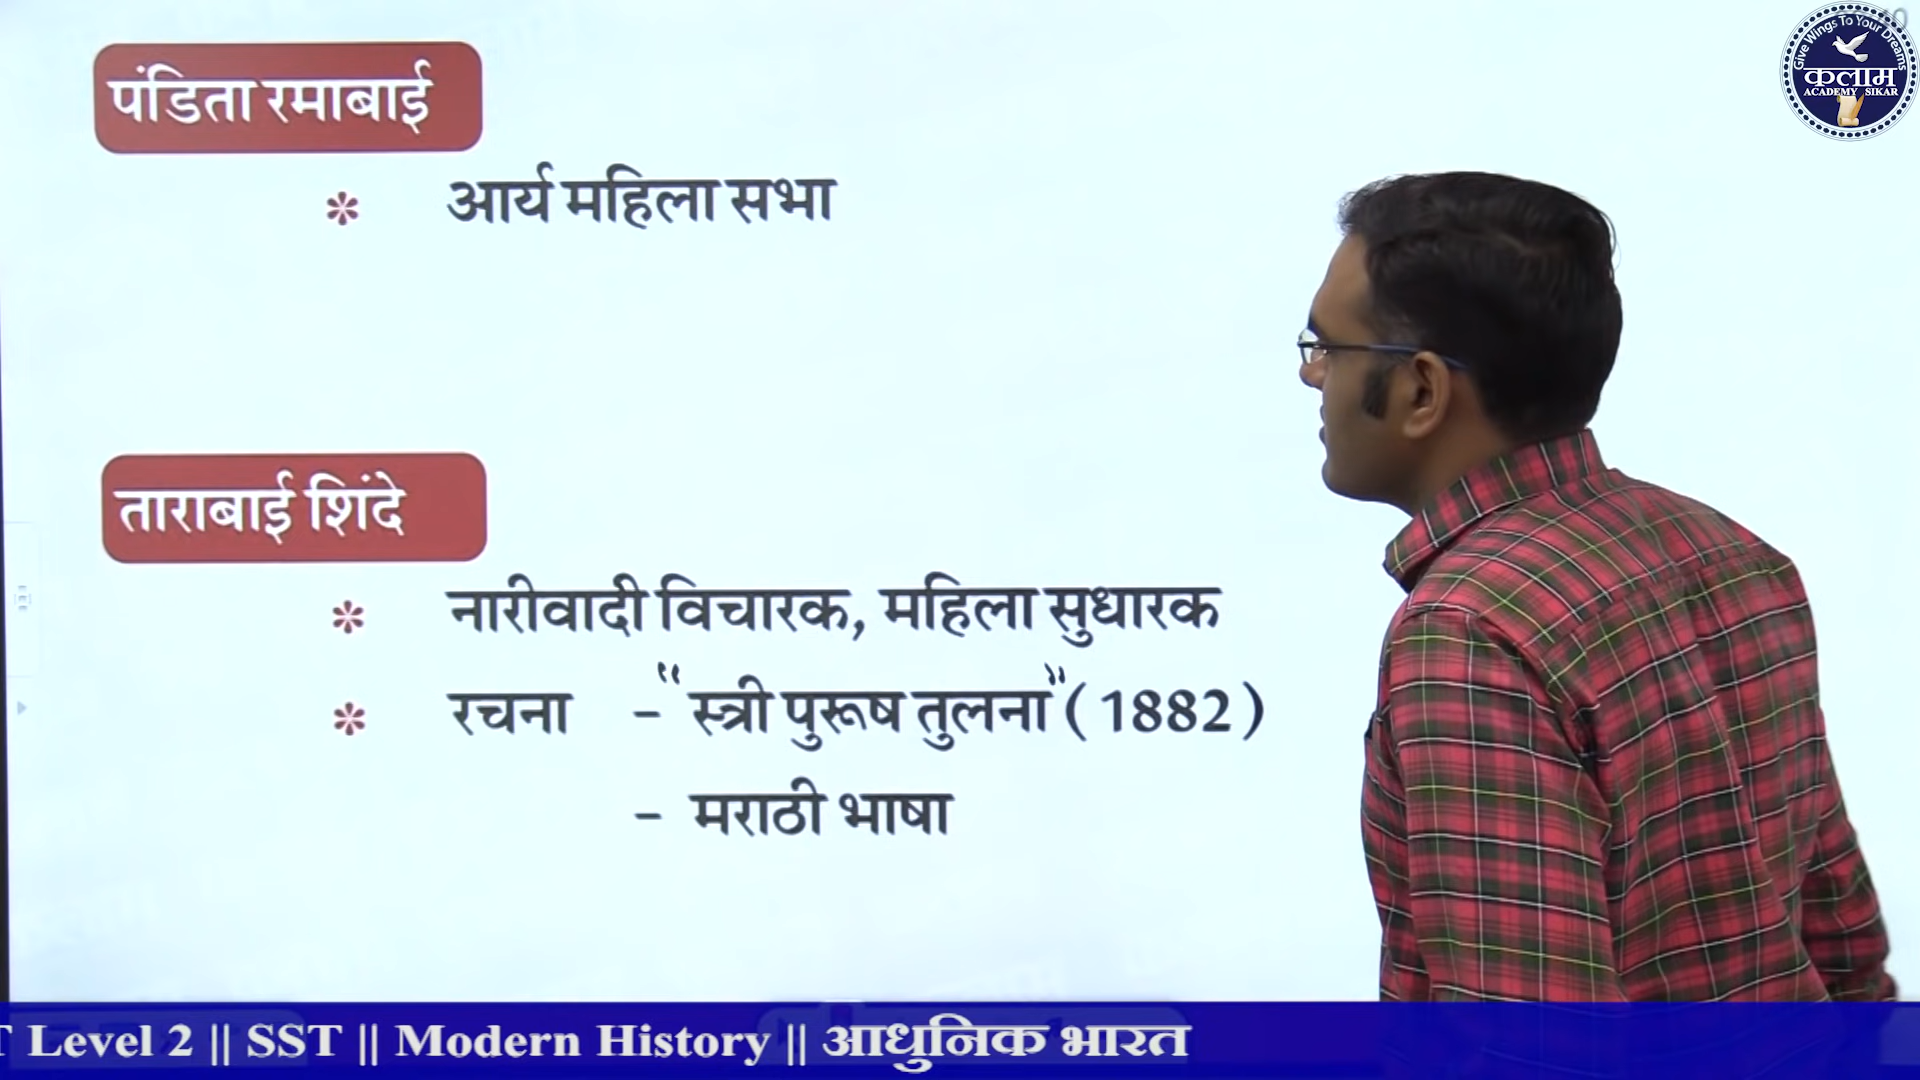 पंडिता रमाबाई
* आर्य महिला सभा
ताराबाई शिंदे
* नारीवादी विचारक, महिला सुधारक
* रचना – “स्त्री पुरूष तुलना” ( 1882 )
– मराठी भाषा
Give Wings To Your Dreams
कलाम
ACADEMY SIKAR
Level 2 || SST || Modern History || आधुनिक भारत